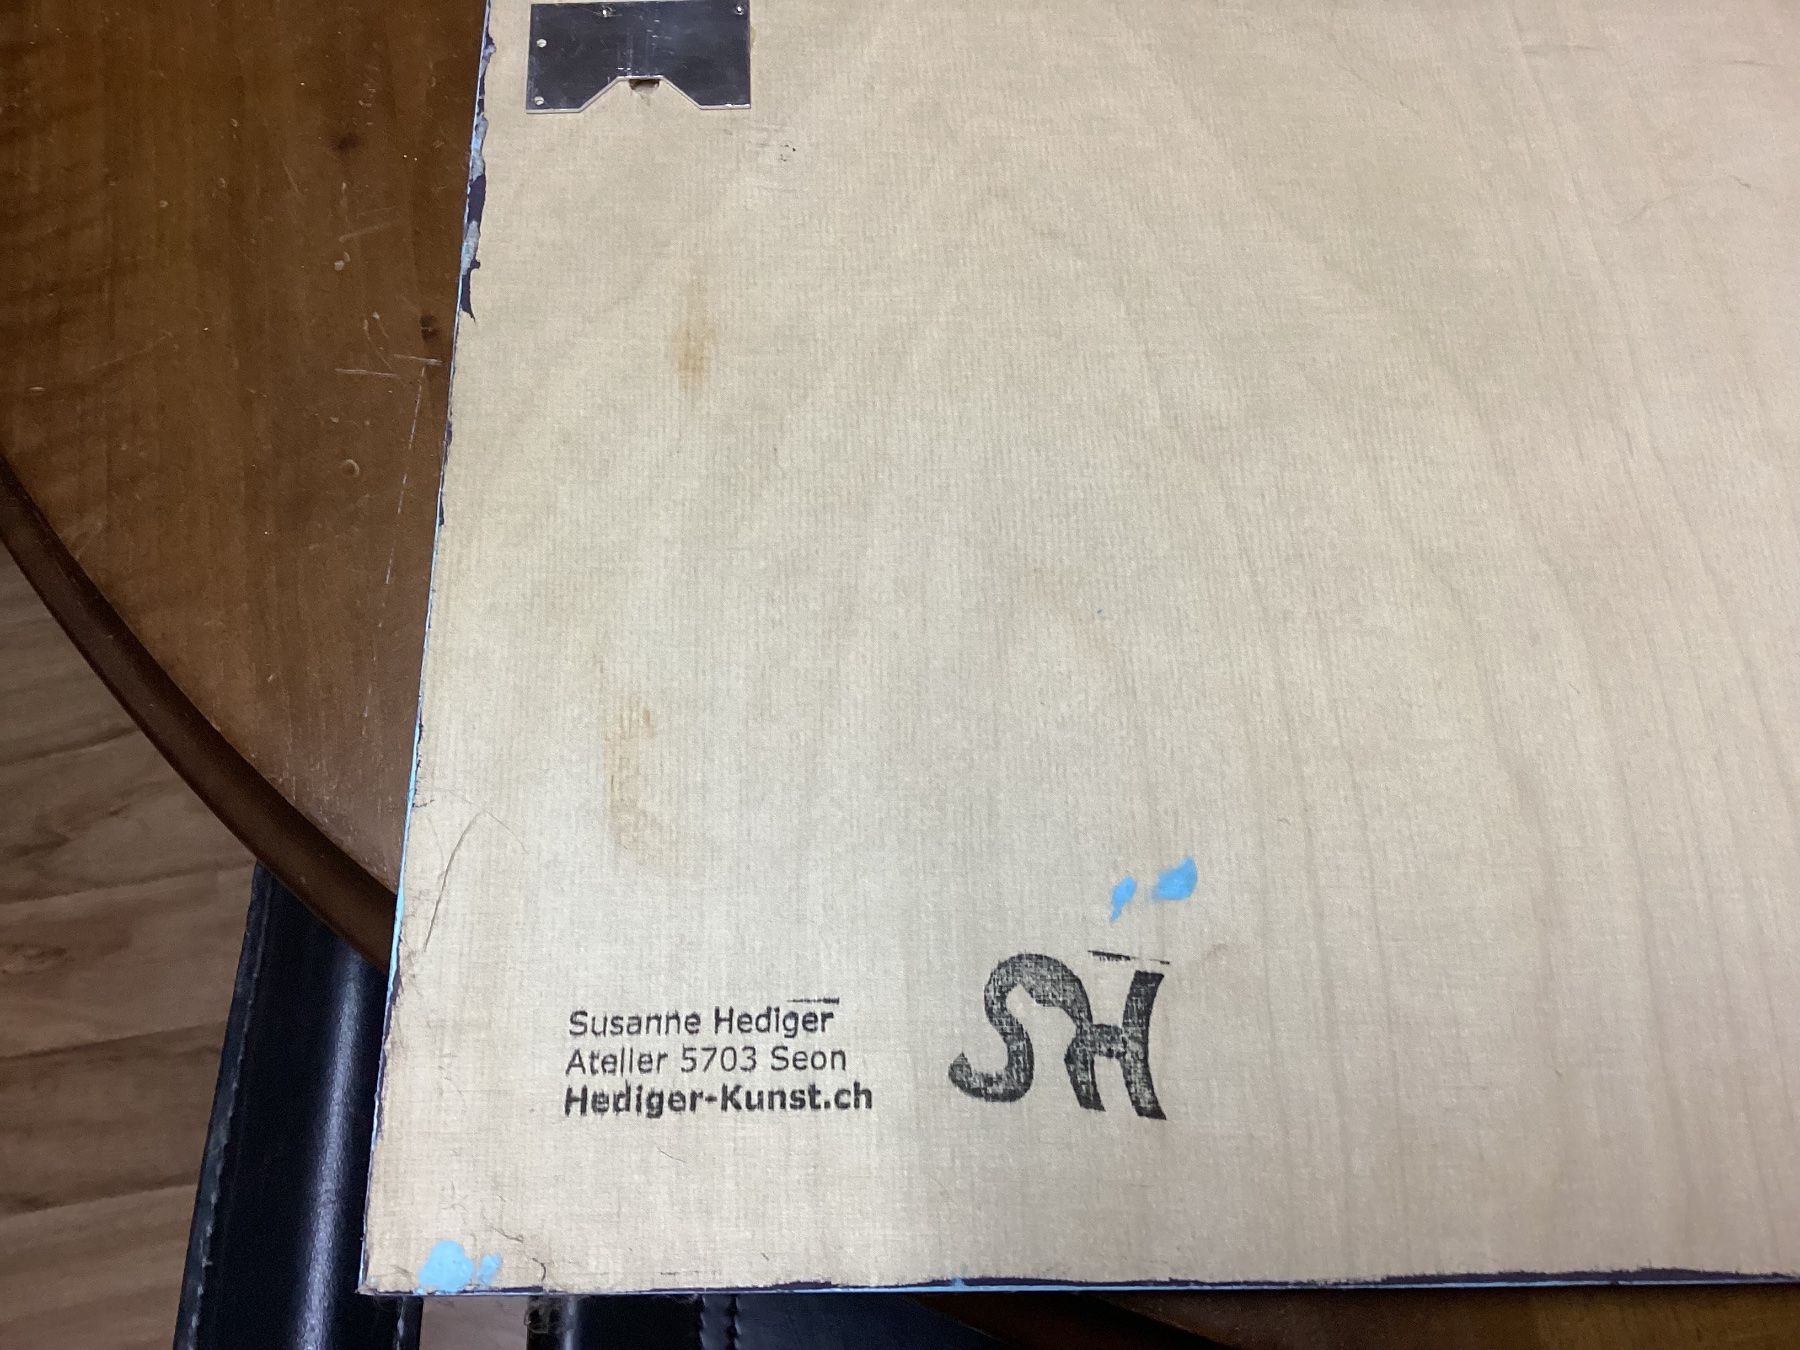 Susanne Hediger
Atelier 5703 Seon
Hediger-Kunst.ch
SH